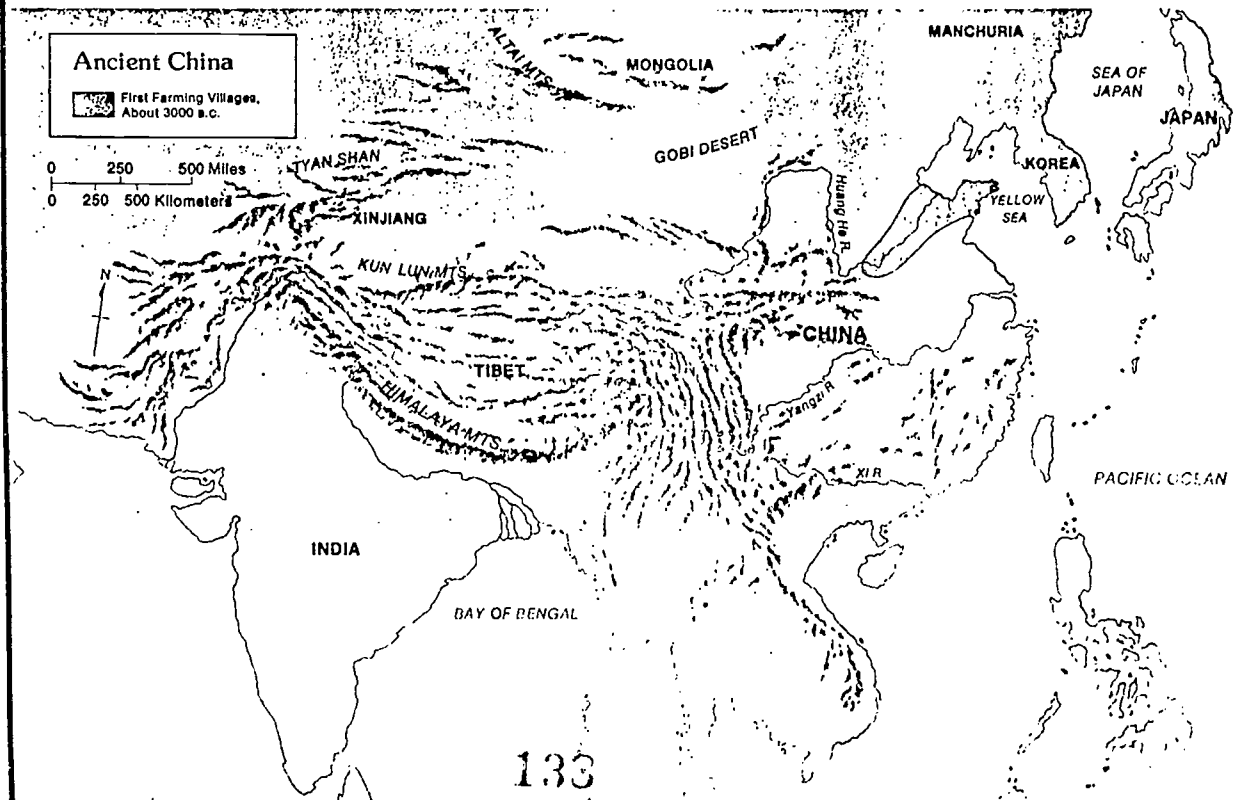 Ancient China
First Farming Villages,
About 3000 B.C.
0 250 500 Miles
0 250 500 Kilometers
N
ALTAI MTS.
MONGOLIA
MANCHURIA
SEA OF
JAPAN
JAPAN
GOBI DESERT
TYAN SHAN
XINJIANG
Huang He R.
KOREA
YELLOW
SEA
KUN LUN MTS.
CHINA
TIBET
HIMALAYA MTS.
Yangzi R.
XI R.
PACIFIC OCEAN
INDIA
BAY OF BENGAL